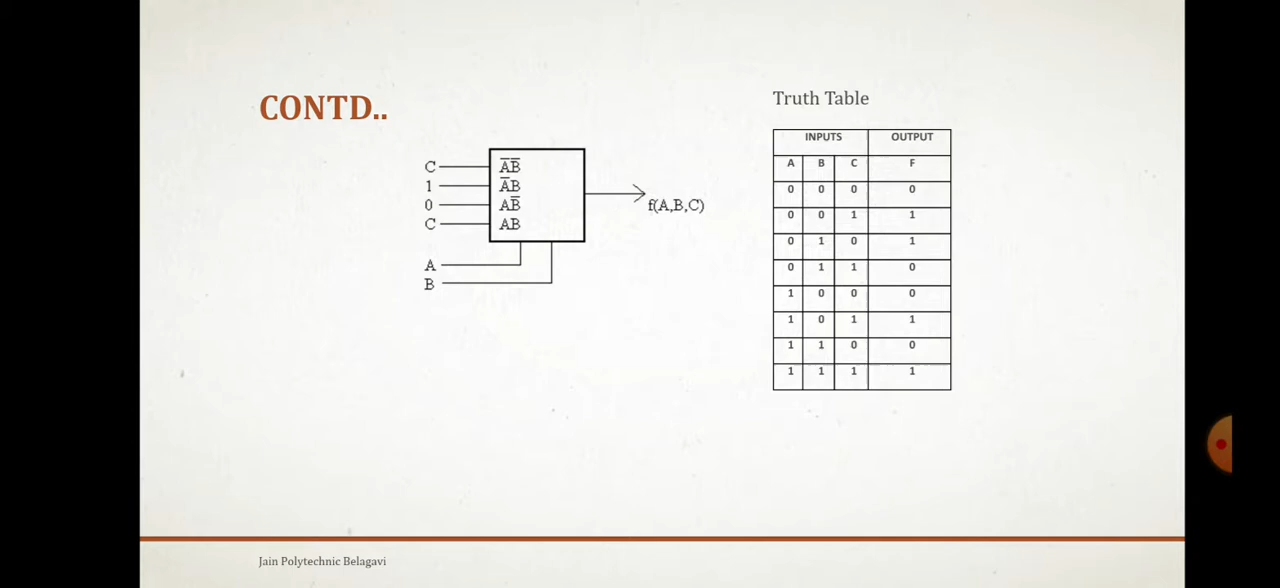 CONTD..
C A̅B̅
1 A̅B
0 AB̅
C AB
f(A,B,C)
A
B
Truth Table
INPUTS OUTPUT
A B C F
0 0 0 0
0 0 1 1
0 1 0 1
0 1 1 0
1 0 0 0
1 0 1 1
1 1 0 0
1 1 1 1
Jain Polytechnic Belagavi